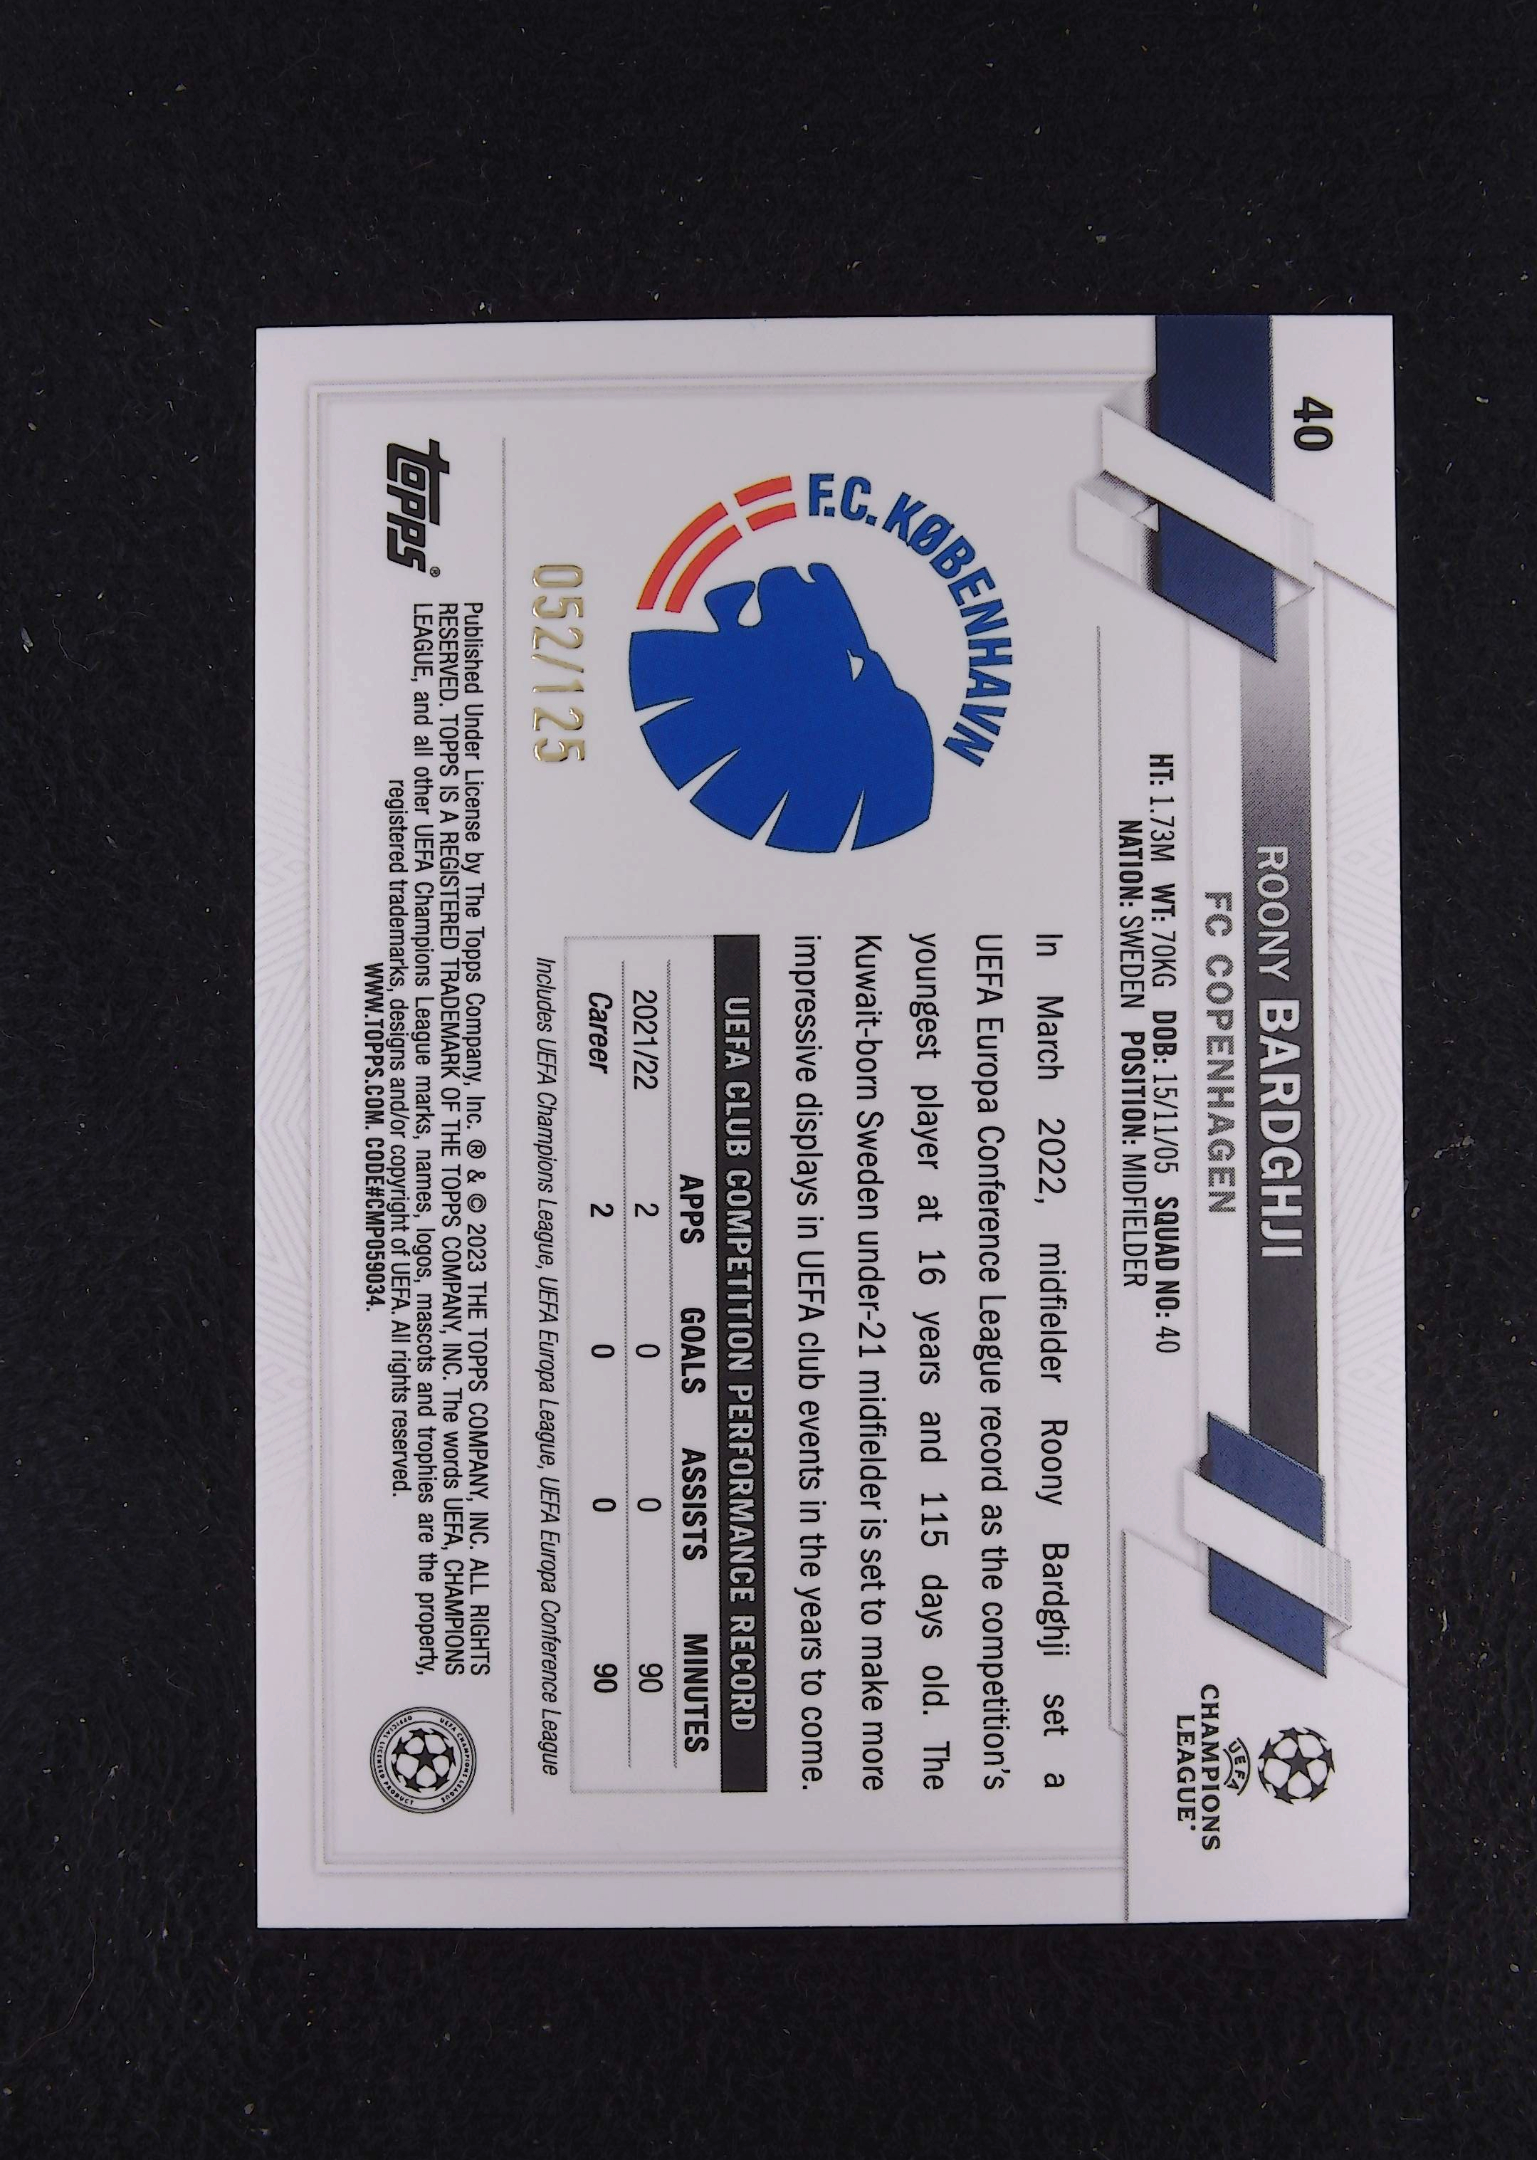 40
ROONY BARDGHJI
FC COPENHAGEN
HT: 1.73M WT: 70KG DOB: 15/11/05 SQUAD NO: 40
NATION: SWEDEN POSITION: MIDFIELDER
UEFA
CHAMPIONS
LEAGUE®
F.C. KØBENHAVN
052/125
In March 2022, midfielder Roony Bardghji set a
UEFA Europa Conference League record as the competition's
youngest player at 16 years and 115 days old. The
Kuwait-born Sweden under-21 midfielder is set to make more
impressive displays in UEFA club events in the years to come.
UEFA CLUB COMPETITION PERFORMANCE RECORD
APPS GOALS ASSISTS MINUTES
2021/22 2 0 0 90
Career 2 0 0 90
Includes UEFA Champions League, UEFA Europa League, UEFA Europa Conference League
Topps®
Published Under License by The Topps Company, Inc. ® & © 2023 THE TOPPS COMPANY, INC. ALL RIGHTS
RESERVED. TOPPS IS A REGISTERED TRADEMARK OF THE TOPPS COMPANY, INC. The words UEFA, CHAMPIONS
LEAGUE, and all other UEFA Champions League marks, names, logos, mascots and trophies are the property,
registered trademarks, designs and/or copyright of UEFA. All rights reserved.
WWW.TOPPS.COM. CODE#CMP059034.
UEFA CHAMPIONS LEAGUE
OFFICIAL LICENSED PRODUCT